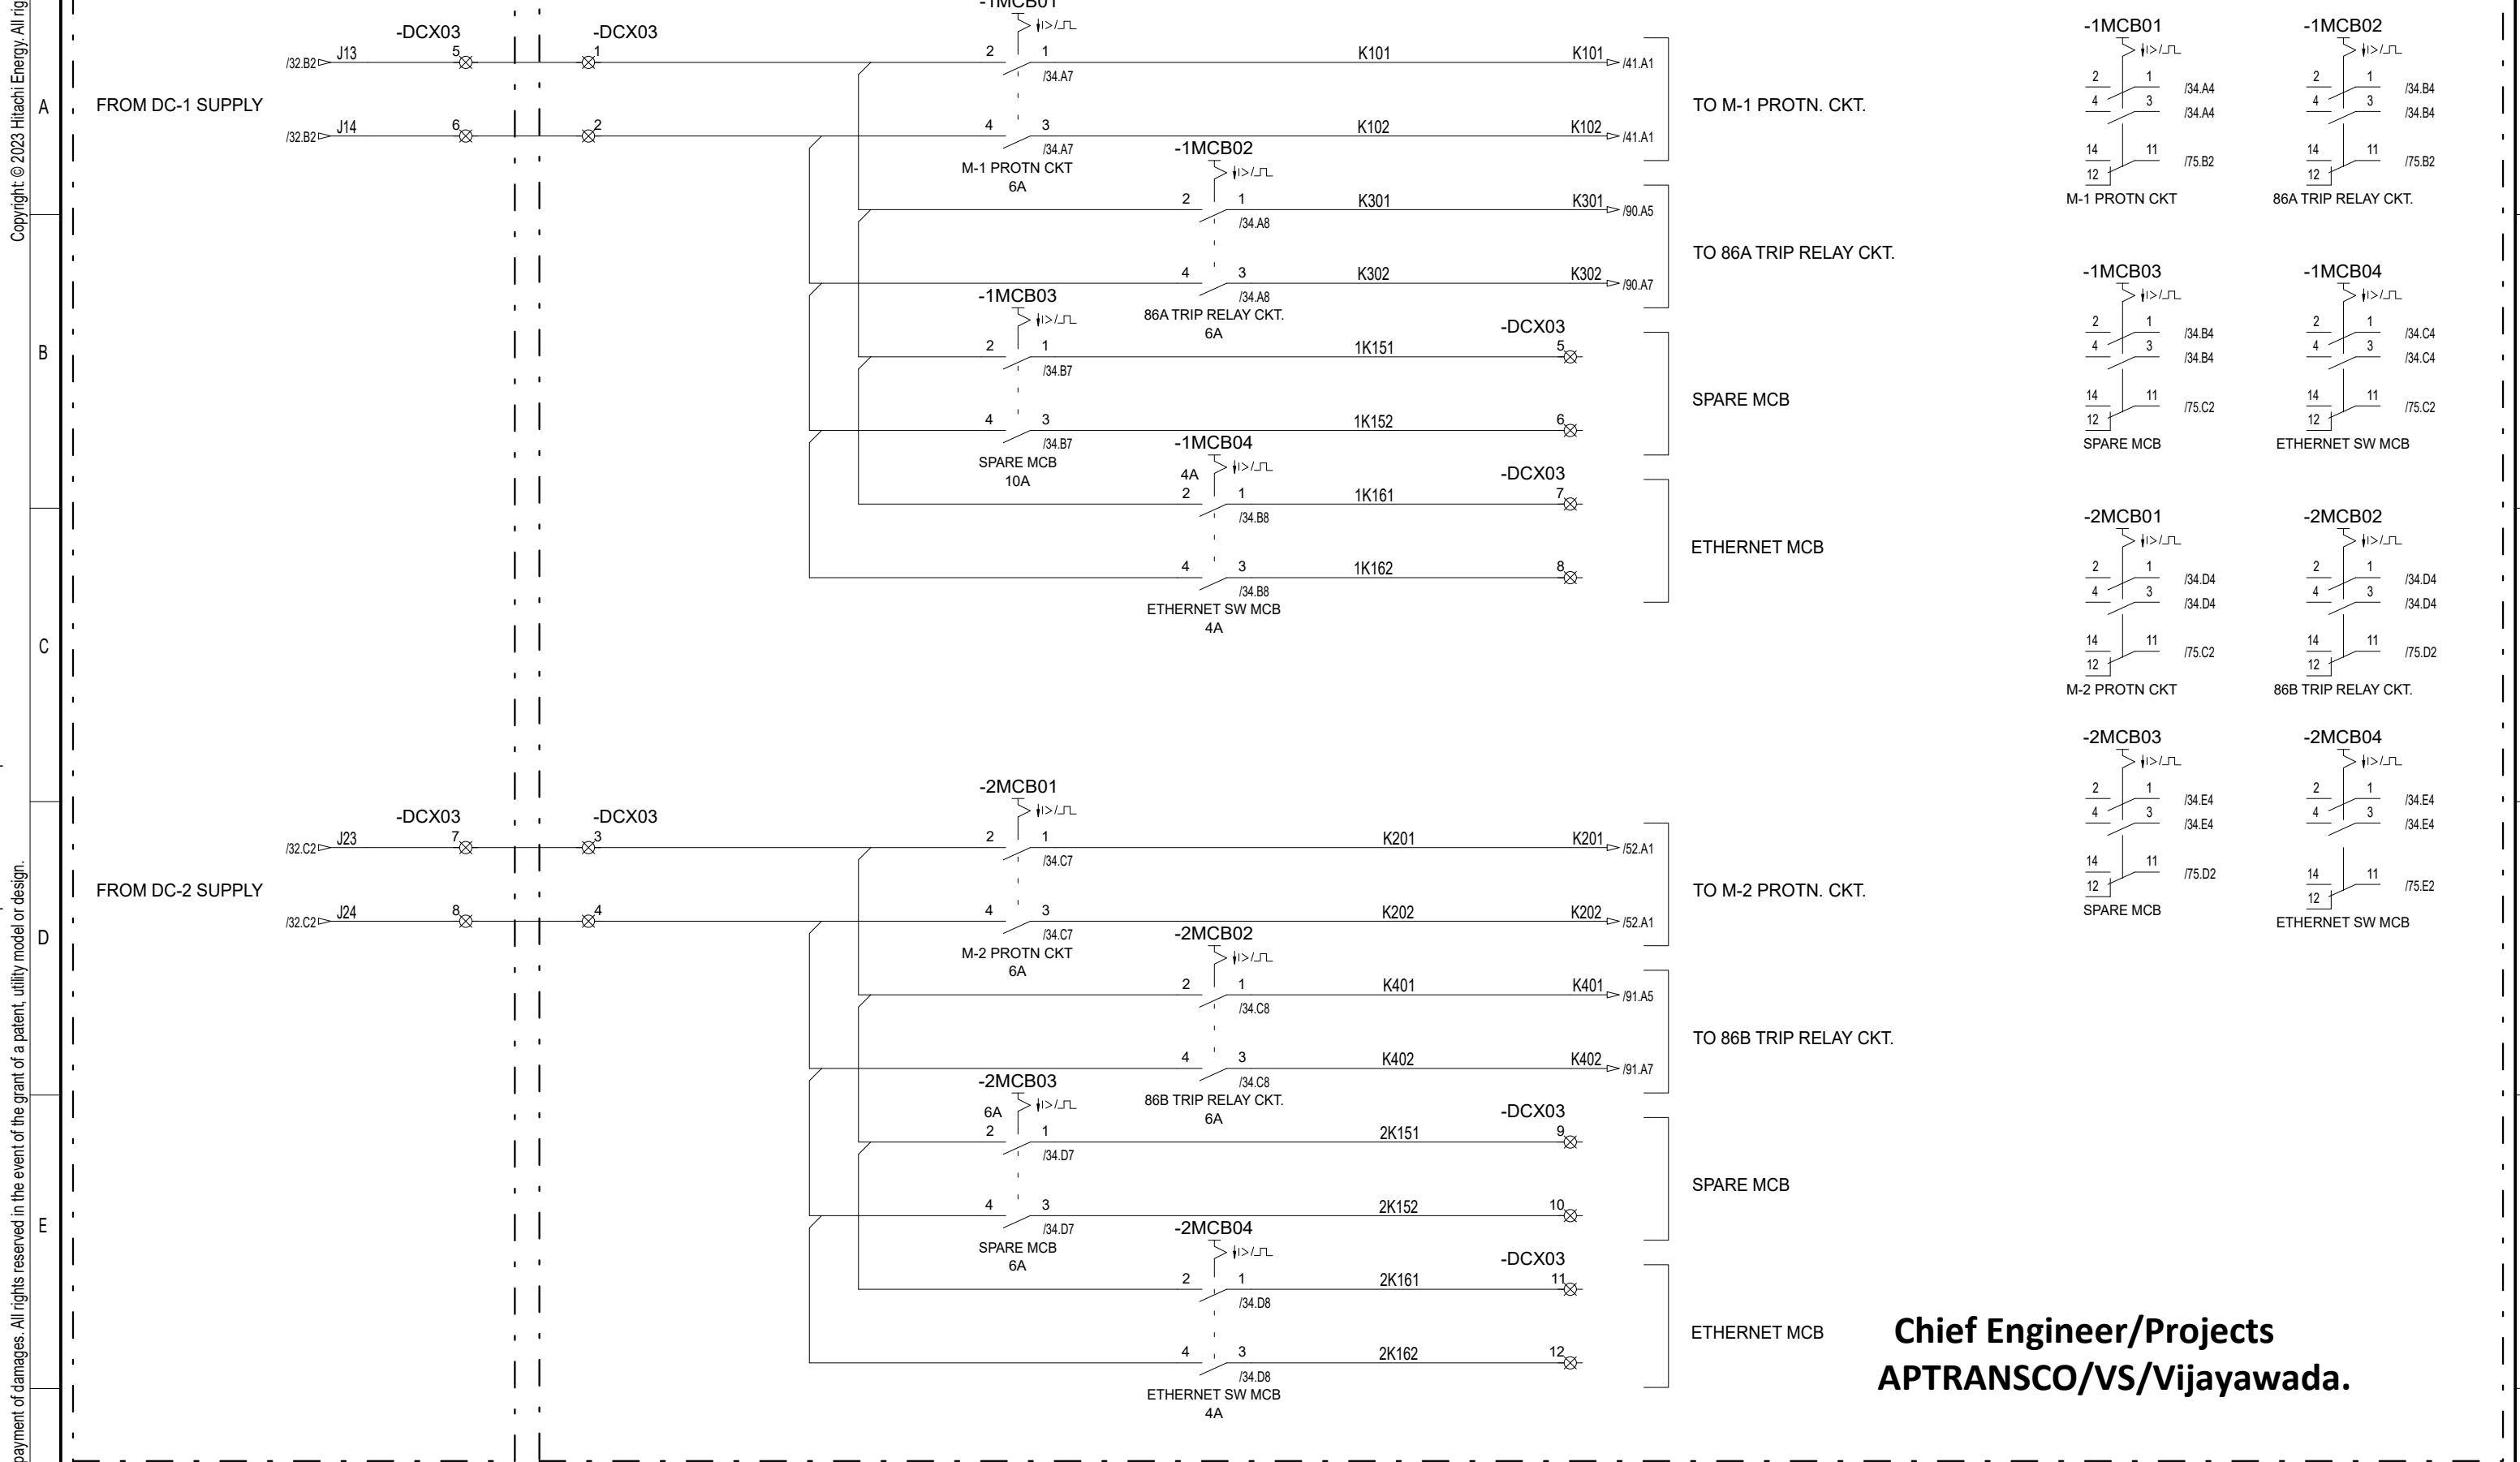 -1MCB01
-DCX03 -DCX03
/32.B2 J13 5 1 2 1 K101 K101 /41.A1
/34.A7
A FROM DC-1 SUPPLY TO M-1 PROTN. CKT.
/32.B2 J14 6 2 4 3 K102 K102 /41.A1
/34.A7
M-1 PROTN CKT
6A
-1MCB02
2 1 K301 K301 /90.A5
/34.A8
TO 86A TRIP RELAY CKT.
4 3 K302 K302 /90.A7
/34.A8
86A TRIP RELAY CKT.
6A
-1MCB03
-DCX03
2 1 1K151 5
/34.B7
B SPARE MCB
4 3 1K152 6
/34.B7
SPARE MCB
10A
-1MCB04
-DCX03
4A
2 1 1K161 7
/34.B8
ETHERNET MCB
4 3 1K162 8
/34.B8
ETHERNET SW MCB
4A
C
-2MCB01
-DCX03 -DCX03
/32.C2 J23 7 3 2 1 K201 K201 /52.A1
/34.C7
FROM DC-2 SUPPLY TO M-2 PROTN. CKT.
/32.C2 J24 8 4 4 3 K202 K202 /52.A1
/34.C7
D
M-2 PROTN CKT
6A
-2MCB02
2 1 K401 K401 /91.A5
/34.C8
TO 86B TRIP RELAY CKT.
4 3 K402 K402 /91.A7
/34.C8
86B TRIP RELAY CKT.
6A
-2MCB03
-DCX03
6A
2 1 2K151 9
/34.D7
SPARE MCB
4 3 2K152 10
/34.D7
E
SPARE MCB
6A
-2MCB04
-DCX03
2 1 2K161 11
/34.D8
ETHERNET MCB
4 3 2K162 12
/34.D8
ETHERNET SW MCB
4A
-1MCB01 -1MCB02
2 1 /34.A4 2 1 /34.B4
4 3 /34.A4 4 3 /34.B4
14 11 /75.B2 14 11 /75.B2
12 12
M-1 PROTN CKT 86A TRIP RELAY CKT.
-1MCB03 -1MCB04
2 1 /34.B4 2 1 /34.C4
4 3 /34.B4 4 3 /34.C4
14 11 /75.C2 14 11 /75.C2
12 12
SPARE MCB ETHERNET SW MCB
-2MCB01 -2MCB02
2 1 /34.D4 2 1 /34.D4
4 3 /34.D4 4 3 /34.D4
14 11 /75.C2 14 11 /75.D2
12 12
M-2 PROTN CKT 86B TRIP RELAY CKT.
-2MCB03 -2MCB04
2 1 /34.E4 2 1 /34.E4
4 3 /34.E4 4 3 /34.E4
14 11 /75.D2 14 11 /75.E2
12 12
SPARE MCB ETHERNET SW MCB
Chief Engineer/Projects
APTRANSCO/VS/Vijayawada.
Copyright: © 2023 Hitachi Energy. All
payment of damages. All rights reserved in the event of the grant of a patent, utility model or design.